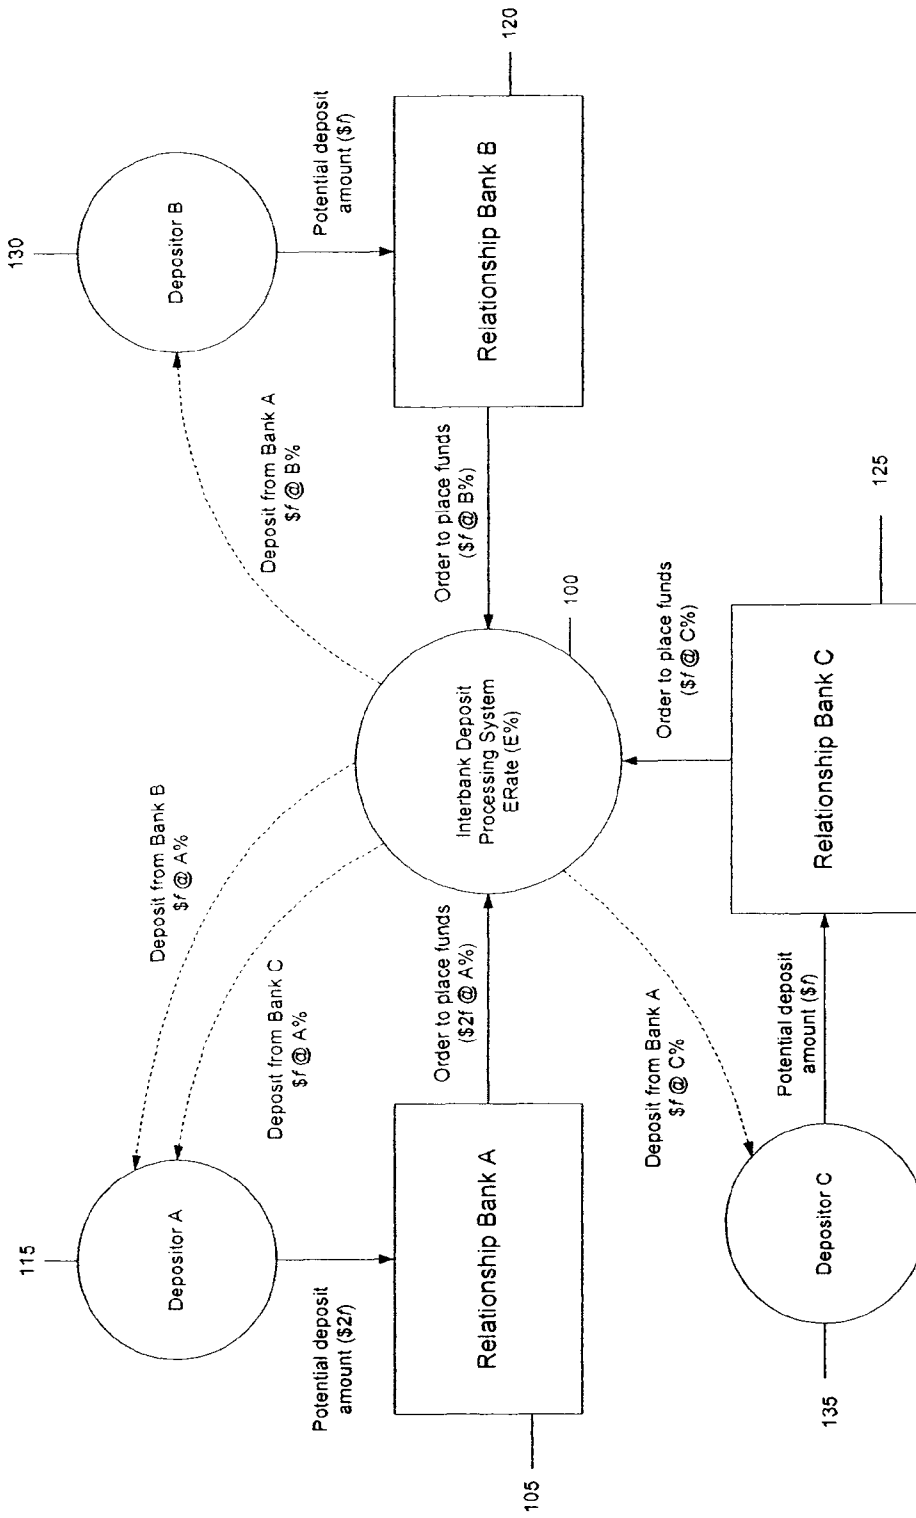 115
Depositor A
Potential deposit
amount ($2f)
Relationship Bank A
105
Deposit from Bank B
$f @ A%
Deposit from Bank C
$f @ A%
Order to place funds
($2f @ A%)
Interbank Deposit
Processing System
ERate (E%)
100
Deposit from Bank A
$f @ B%
130
Depositor B
Potential deposit
amount ($f)
Relationship Bank B
120
Order to place funds
($f @ B%)
Deposit from Bank A
$f @ C%
Order to place funds
($f @ C%)
135
Depositor C
Potential deposit
amount ($f)
Relationship Bank C
125